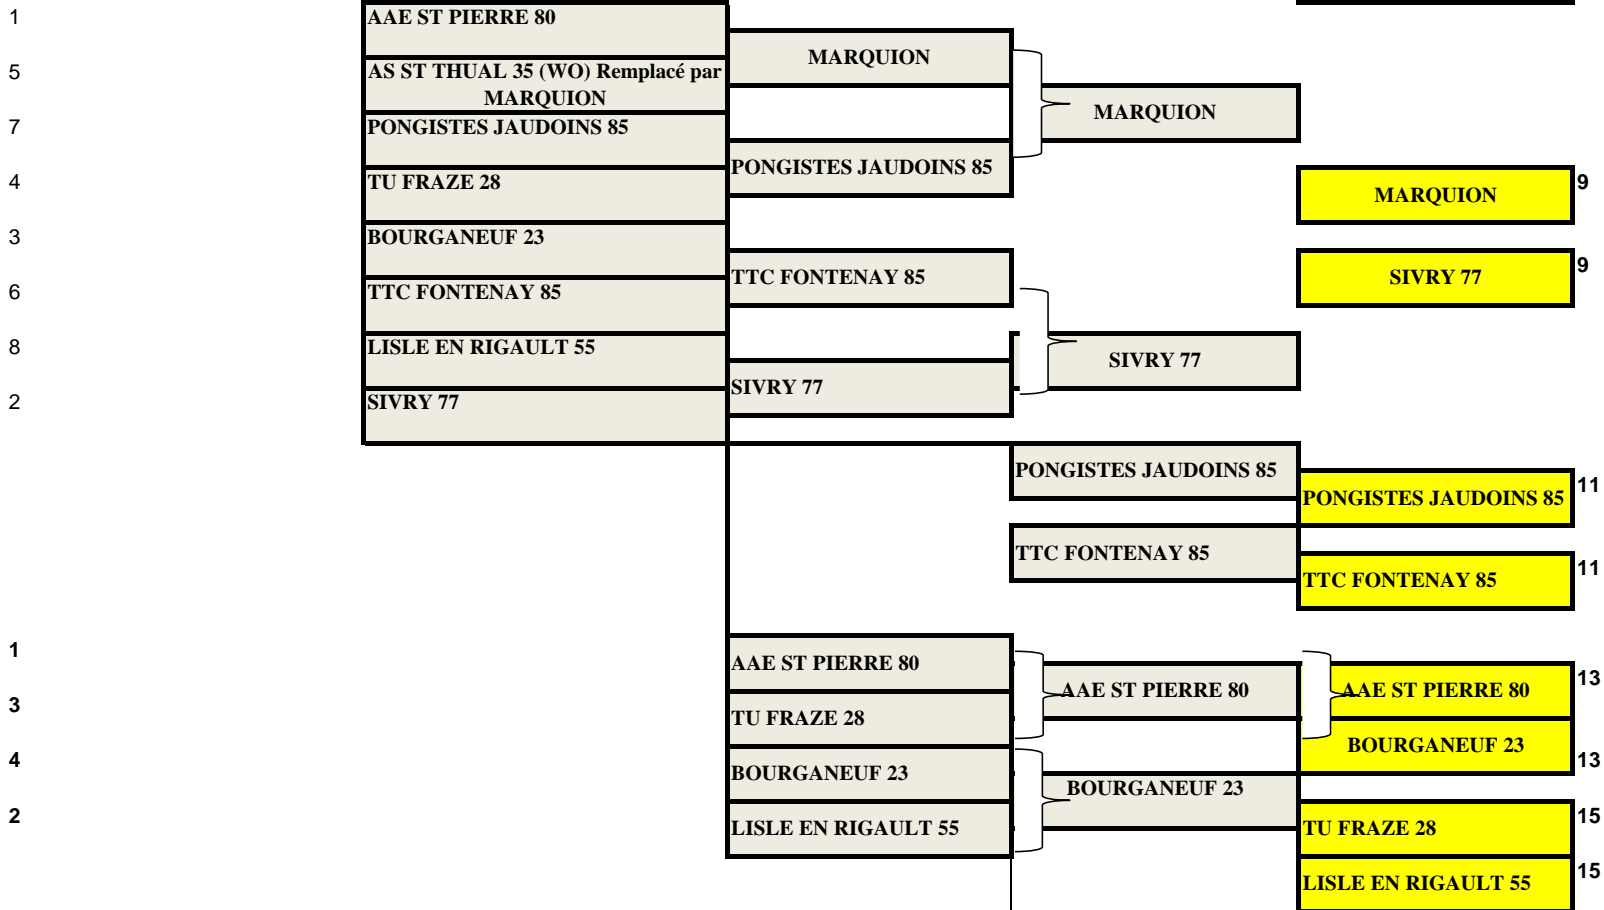 1
AAE ST PIERRE 80
MARQUION
5
AS ST THUAL 35 (WO) Remplacé par
MARQUION
MARQUION
7
PONGISTES JAUDOINS 85
PONGISTES JAUDOINS 85
4
TU FRAZE 28
MARQUION
9
3
BOURGANEUF 23
TTC FONTENAY 85
SIVRY 77
9
6
TTC FONTENAY 85
8
LISLE EN RIGAULT 55
SIVRY 77
SIVRY 77
2
SIVRY 77
PONGISTES JAUDOINS 85
PONGISTES JAUDOINS 85
11
TTC FONTENAY 85
TTC FONTENAY 85
11
1
AAE ST PIERRE 80
AAE ST PIERRE 80
AAE ST PIERRE 80
13
3
TU FRAZE 28
BOURGANEUF 23
13
4
BOURGANEUF 23
BOURGANEUF 23
2
LISLE EN RIGAULT 55
TU FRAZE 28
15
LISLE EN RIGAULT 55
15